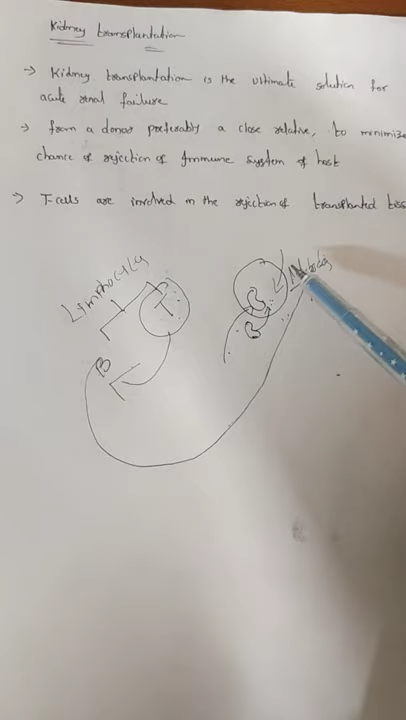 Kidney transplantation
→ Kidney transplantation is the ultimate solution for
acute renal failure
→ from a donor preferably a close relative, to minimize
chance of rejection of Immune System of host
→ T-cells are involved in the rejection of transplanted tiss
Lymphocyte
T
B